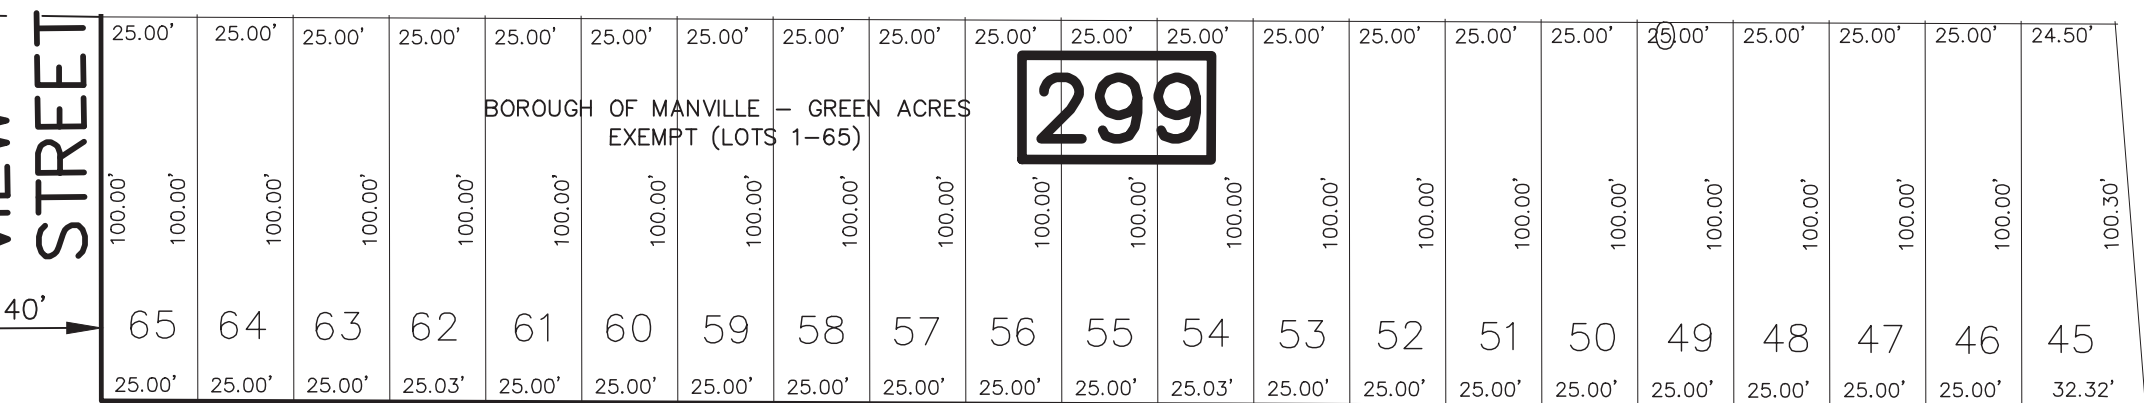 VIEW
STREET
25.00' 25.00' 25.00' 25.00' 25.00' 25.00' 25.00' 25.00' 25.00' 25.00' 25.00' 25.00' 25.00' 25.00' 25.00' 25.00' 25.00' 25.00' 25.00' 25.00' 24.50'
299
BOROUGH OF MANVILLE – GREEN ACRES
EXEMPT (LOTS 1–65)
100.00' 100.00' 100.00' 100.00' 100.00' 100.00' 100.00' 100.00' 100.00' 100.00' 100.00' 100.00' 100.00' 100.00' 100.00' 100.00' 100.00' 100.00' 100.00' 100.00' 100.00' 100.30'
40'
65 64 63 62 61 60 59 58 57 56 55 54 53 52 51 50 49 48 47 46 45
25.00' 25.00' 25.00' 25.03' 25.00' 25.00' 25.00' 25.00' 25.00' 25.00' 25.00' 25.03' 25.00' 25.00' 25.00' 25.00' 25.00' 25.00' 25.00' 25.00' 32.32'